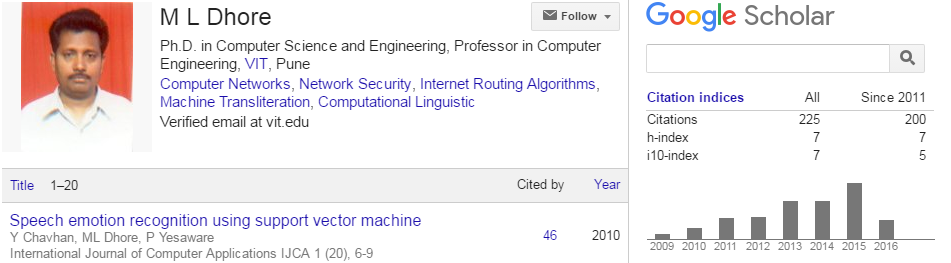 M L Dhore
Follow
Ph.D. in Computer Science and Engineering, Professor in Computer
Engineering, VIT, Pune
Computer Networks, Network Security, Internet Routing Algorithms,
Machine Transliteration, Computational Linguistic
Verified email at vit.edu
Title 1–20 Cited by Year
Speech emotion recognition using support vector machine 46 2010
Y Chavhan, ML Dhore, P Yesaware
International Journal of Computer Applications IJCA 1 (20), 6-9
Google Scholar
Citation indices All Since 2011
Citations 225 200
h-index 7 7
i10-index 7 5
2009 2010 2011 2012 2013 2014 2015 2016